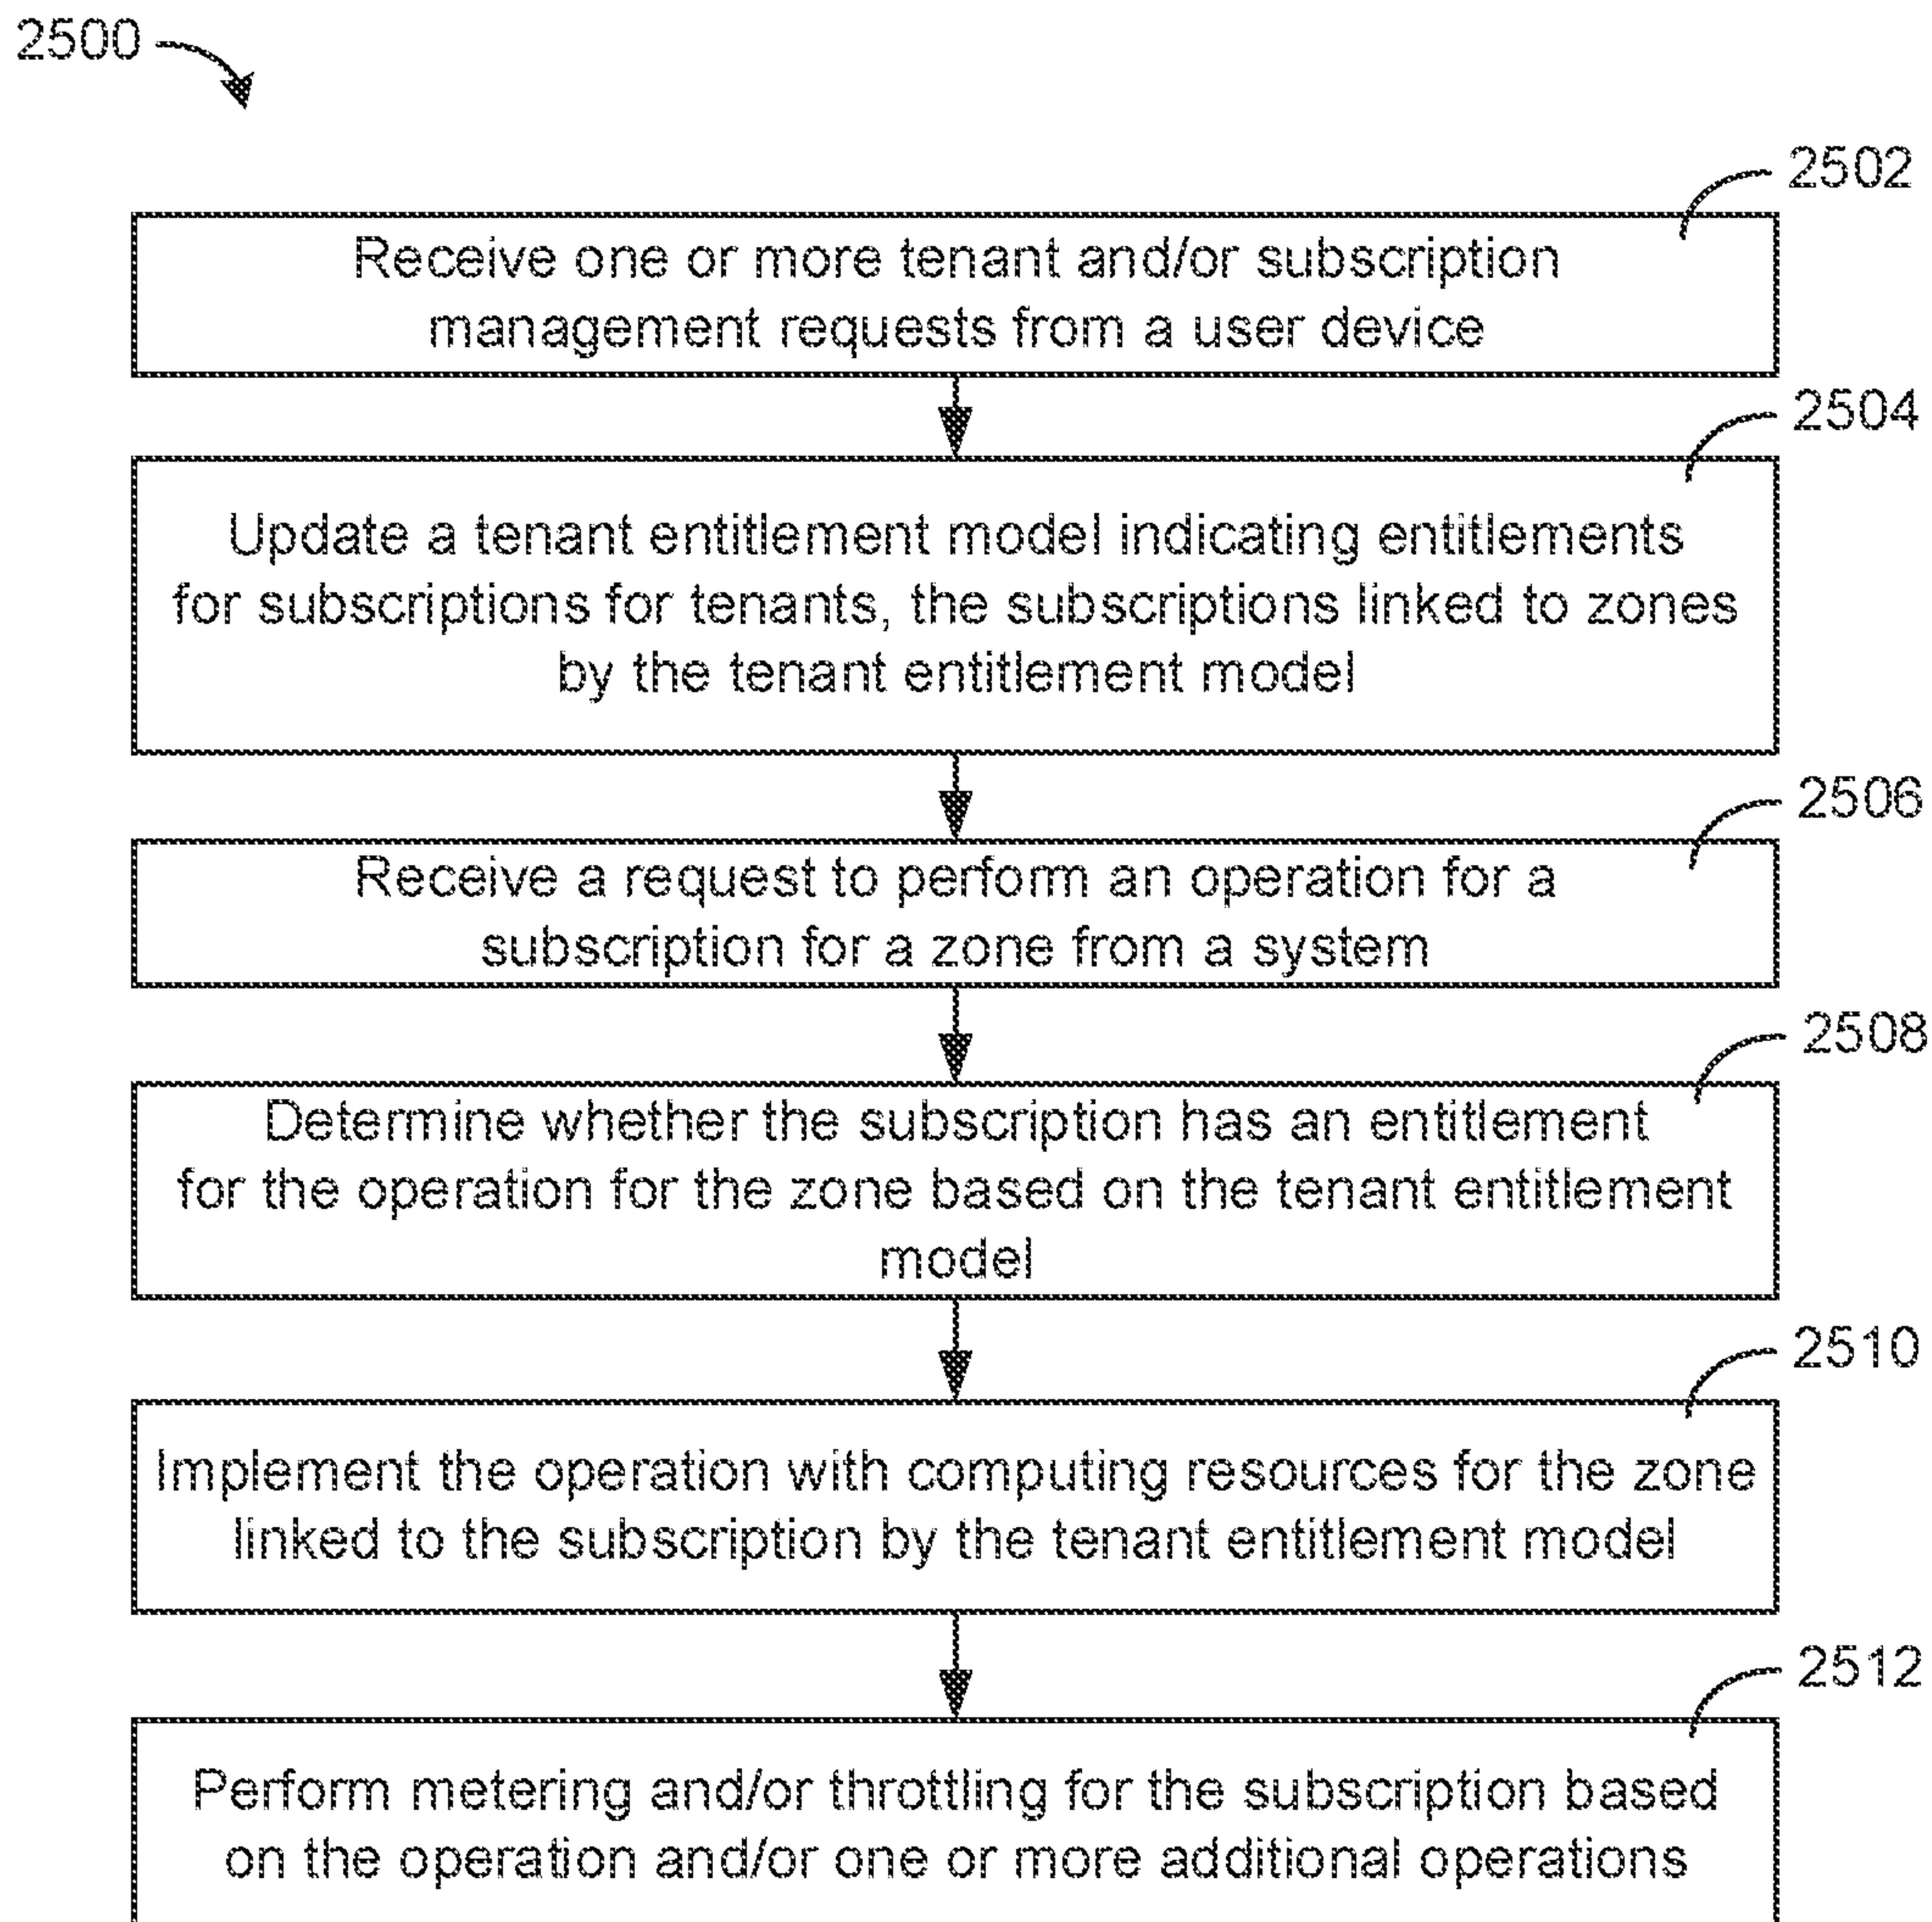 2500
2502
Receive one or more tenant and/or subscription
management requests from a user device
2504
Update a tenant entitlement model indicating entitlements
for subscriptions for tenants, the subscriptions linked to zones
by the tenant entitlement model
2506
Receive a request to perform an operation for a
subscription for a zone from a system
2508
Determine whether the subscription has an entitlement
for the operation for the zone based on the tenant entitlement
model
2510
Implement the operation with computing resources for the zone
linked to the subscription by the tenant entitlement model
2512
Perform metering and/or throttling for the subscription based
on the operation and/or one or more additional operations